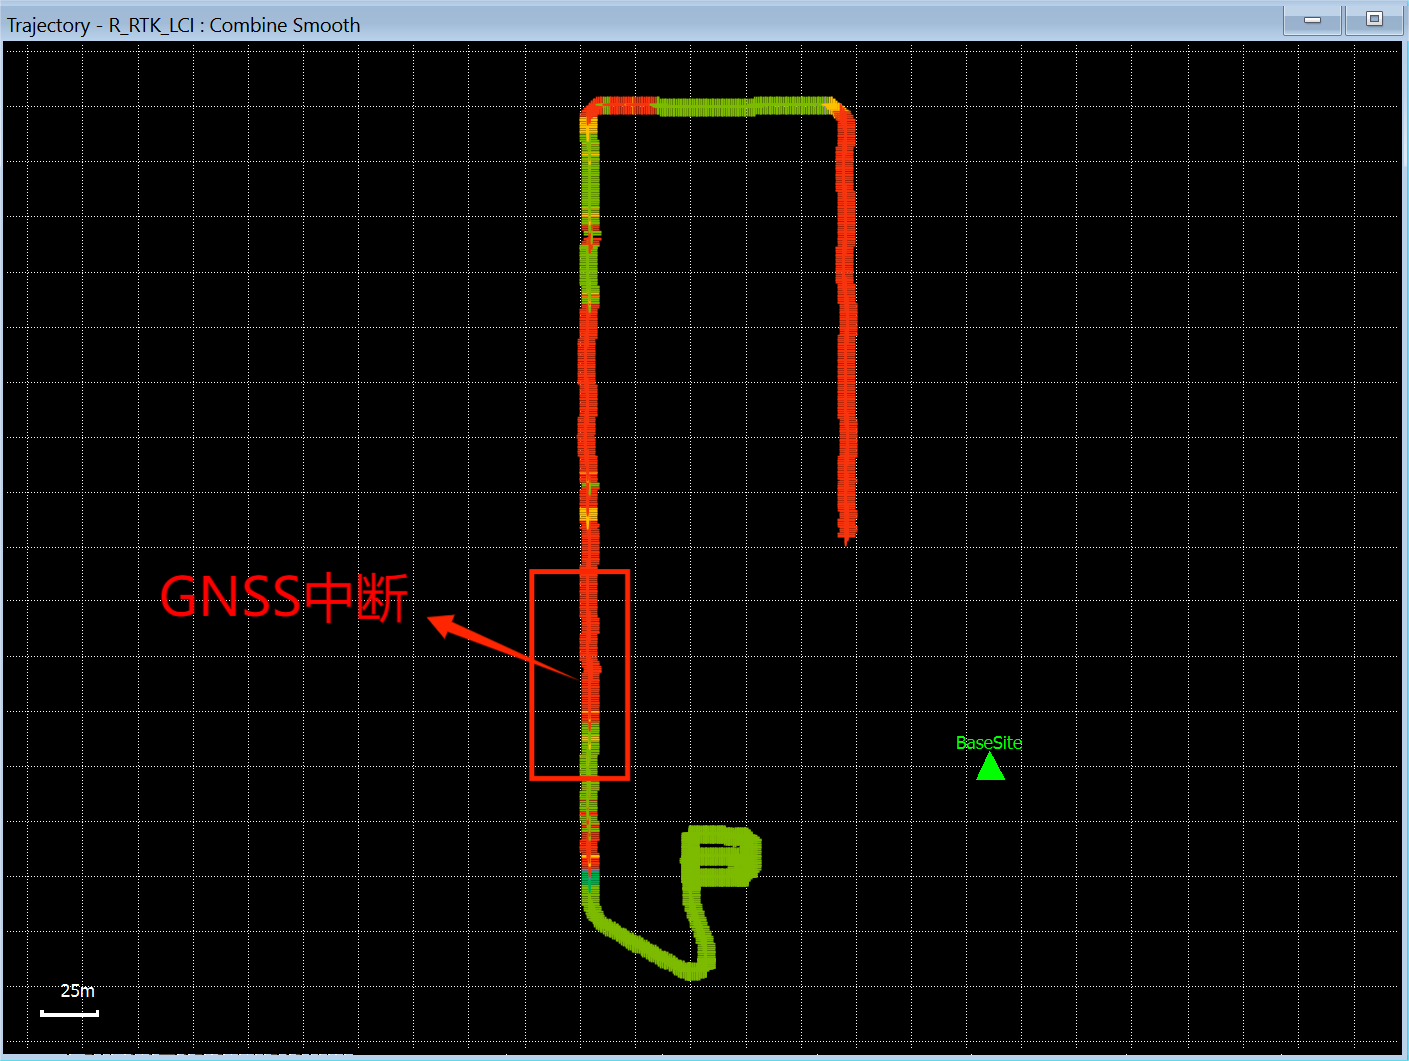 Trajectory - R_RTK_LCI : Combine Smooth
GNSS中断
BaseSite
25m